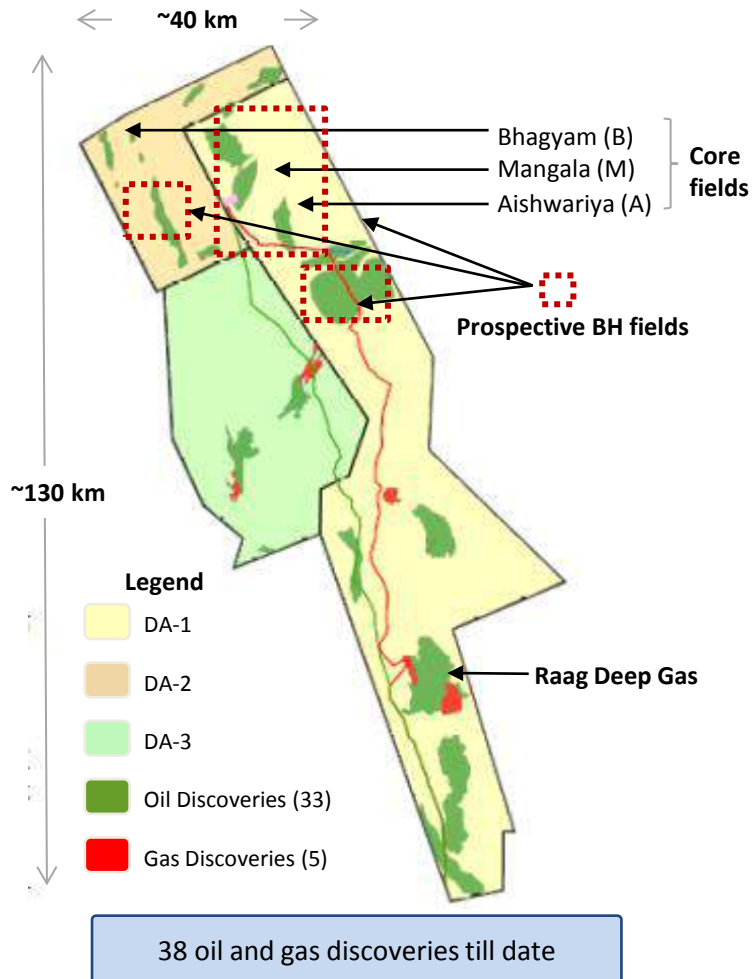 ~40 km
Bhagyam (B)
Mangala (M)
Aishwariya (A)
Core
fields
Prospective BH fields
~130 km
Legend
DA-1
DA-2
DA-3
Oil Discoveries (33)
Gas Discoveries (5)
Raag Deep Gas
38 oil and gas discoveries till date